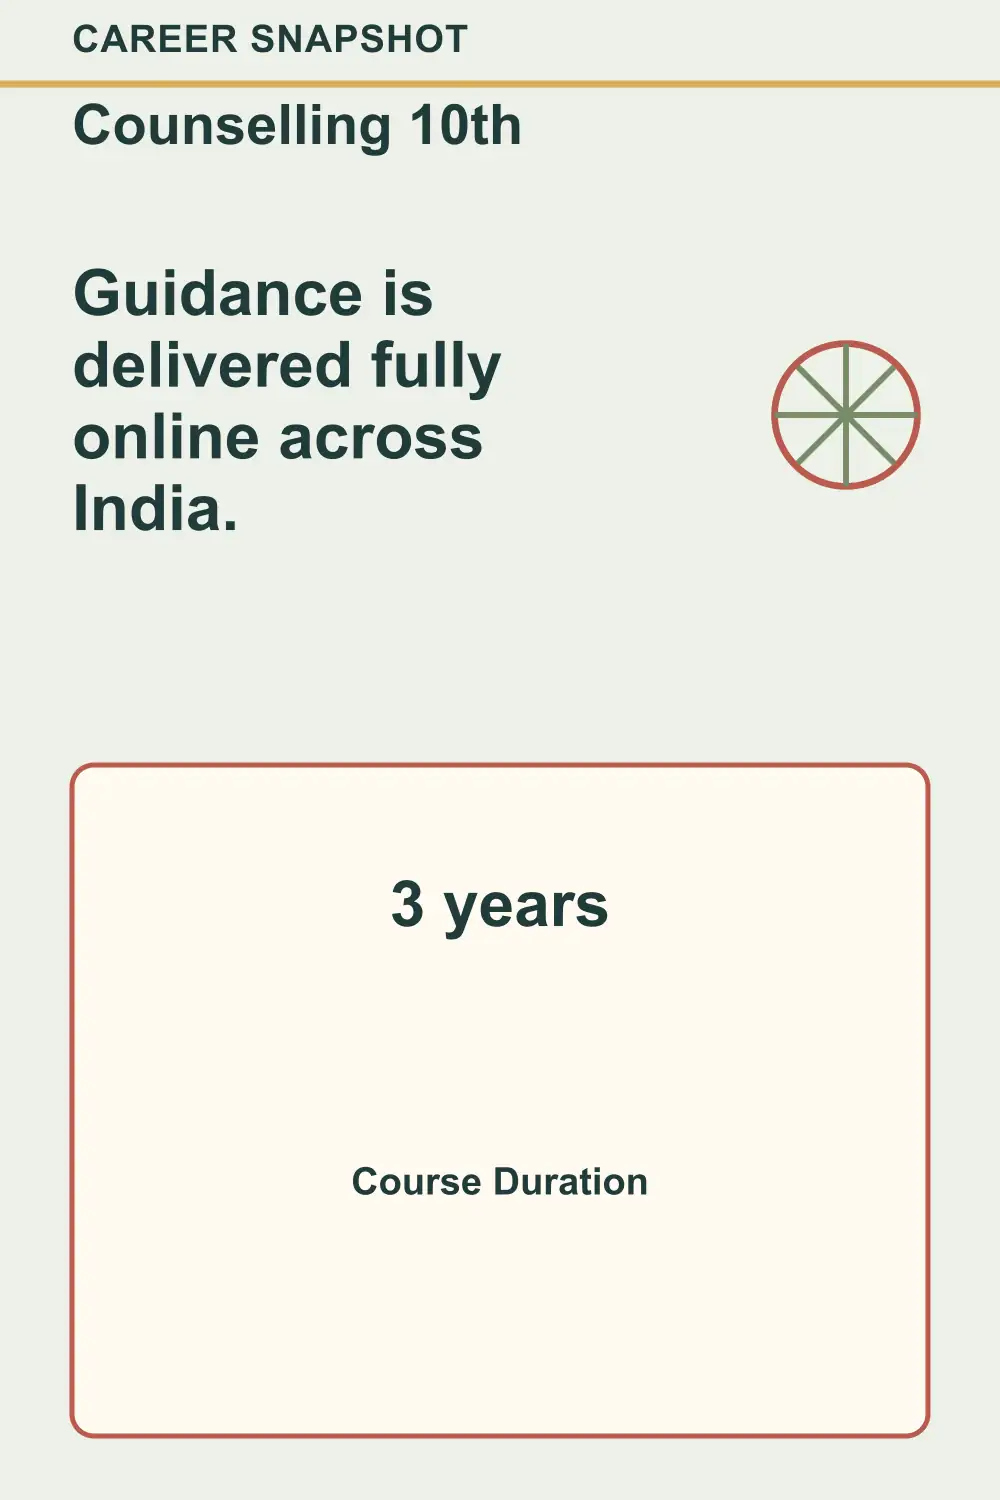 CAREER SNAPSHOT
Counselling 10th
Guidance is
delivered fully
online across
India.
3 years
Course Duration